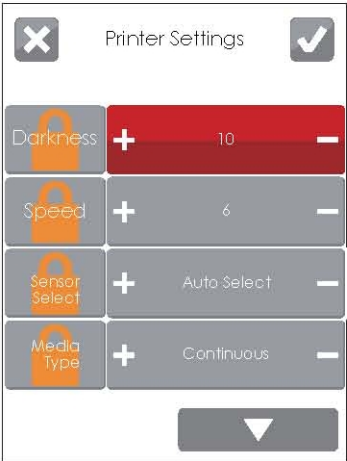 Printer Settings
Darkness + 10 −
Speed + 6 −
Sensor
Select + Auto Select −
Media
Type + Continuous −